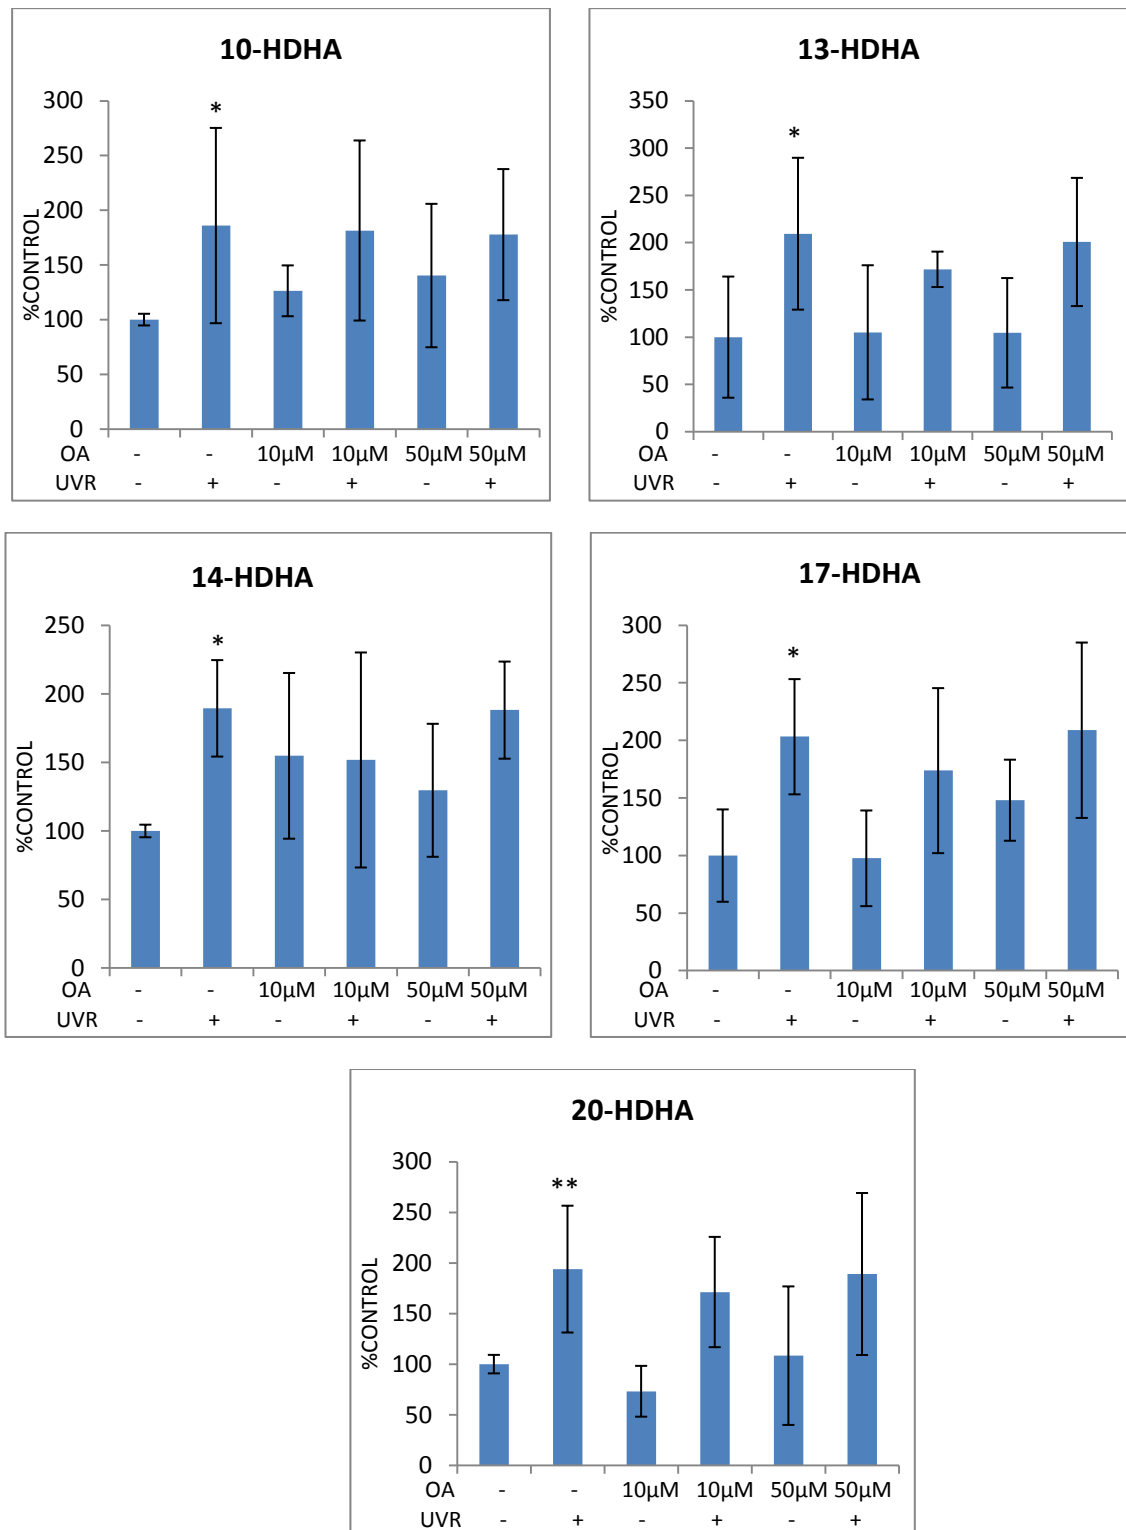 10-HDHA
*
300
250
200
150
100
50
0
%CONTROL
OA - - 10µM 10µM 50µM 50µM
UVR - + - + - +
13-HDHA
*
350
300
250
200
150
100
50
0
%CONTROL
OA - - 10µM 10µM 50µM 50µM
UVR - + - + - +
14-HDHA
*
250
200
150
100
50
0
%CONTROL
OA - - 10µM 10µM 50µM 50µM
UVR - + - + - +
17-HDHA
*
300
250
200
150
100
50
0
%CONTROL
OA - - 10µM 10µM 50µM 50µM
UVR - + - + - +
20-HDHA
**
300
250
200
150
100
50
0
%CONTROL
OA - - 10µM 10µM 50µM 50µM
UVR - + - + - +